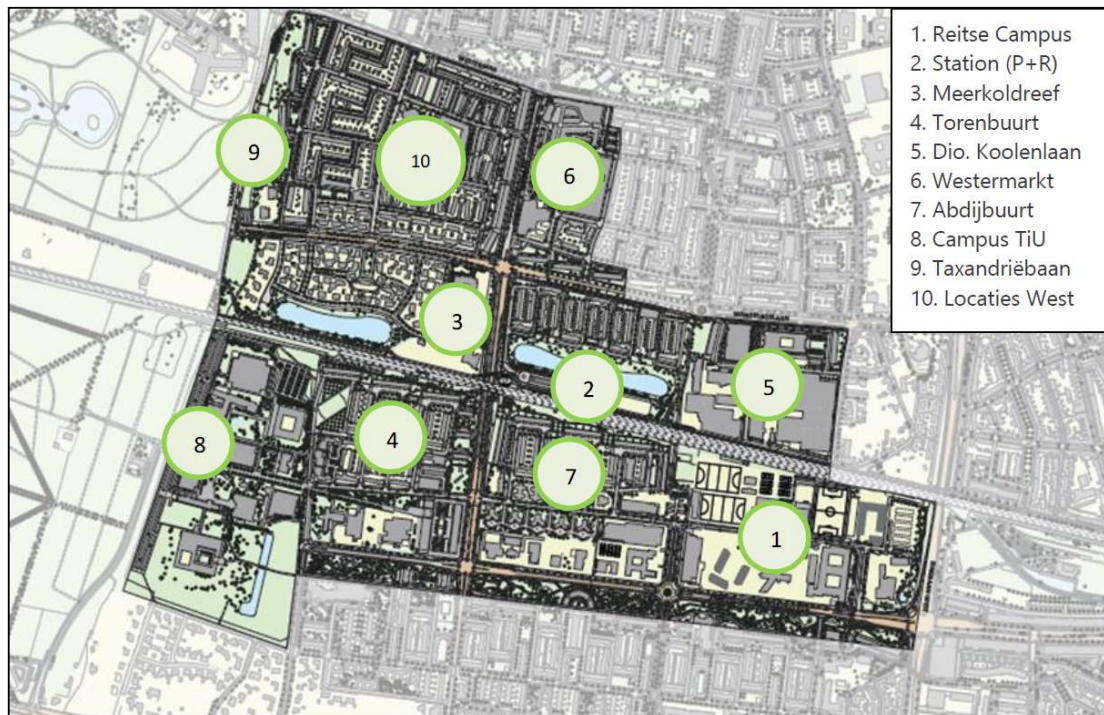 1. Reitse Campus
2. Station (P+R)
3. Meerkoldreef
4. Torenbuurt
5. Dio. Koolenlaan
6. Westermarkt
7. Abdijbuurt
8. Campus TiU
9. Taxandriëbaan
10. Locaties West
9
10
6
3
2
5
8
4
7
1